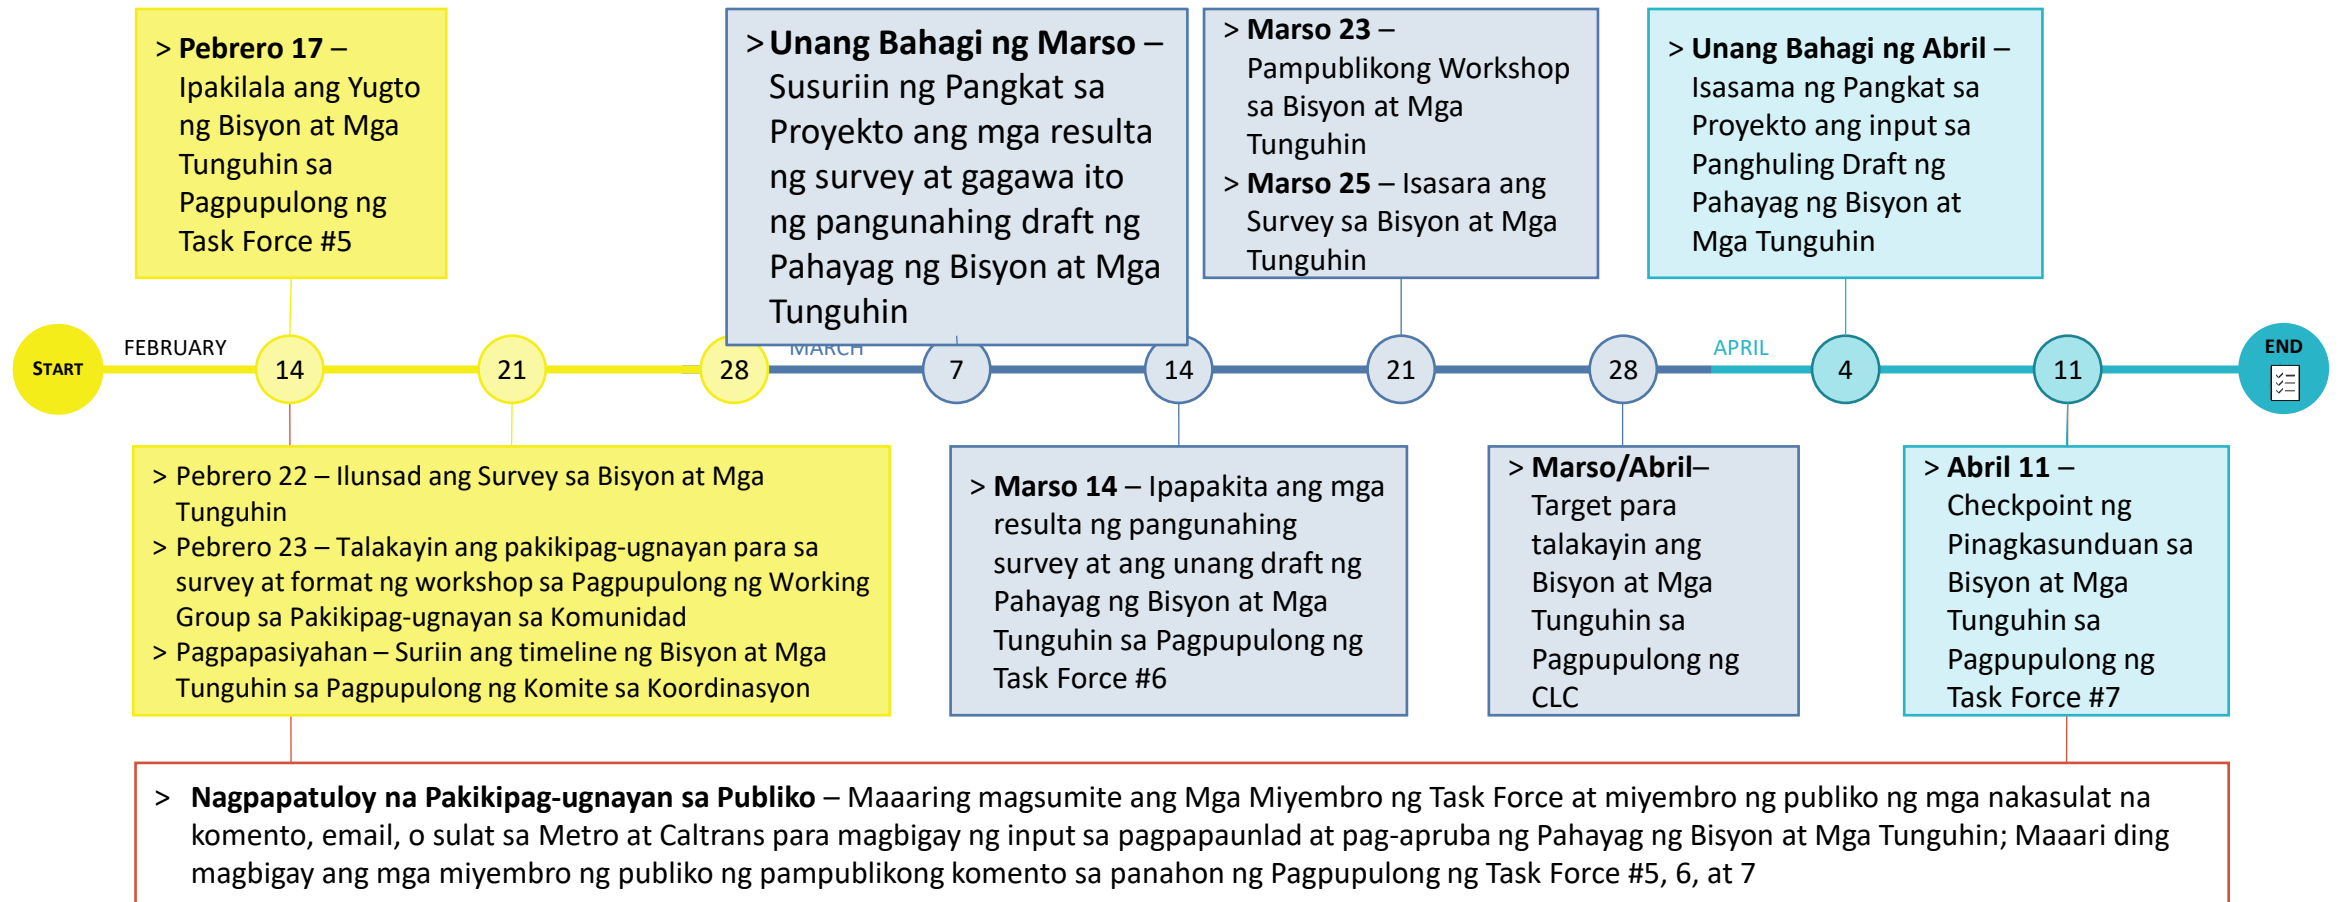 > Pebrero 17 –
Ipakilala ang Yugto
ng Bisyon at Mga
Tunguhin sa
Pagpupulong ng
Task Force #5
> Unang Bahagi ng Marso –
Susuriin ng Pangkat sa
Proyekto ang mga resulta
ng survey at gagawa ito
ng pangunahing draft ng
Pahayag ng Bisyon at Mga
Tunguhin
> Marso 23 –
Pampublikong Workshop
sa Bisyon at Mga
Tunguhin
> Marso 25 – Isasara ang
Survey sa Bisyon at Mga
Tunguhin
> Unang Bahagi ng Abril –
Isasama ng Pangkat sa
Proyekto ang input sa
Panghuling Draft ng
Pahayag ng Bisyon at
Mga Tunguhin
START
FEBRUARY
14
21
28
MARCH
7
14
21
28
APRIL
4
11
END
> Pebrero 22 – Ilunsad ang Survey sa Bisyon at Mga
Tunguhin
> Pebrero 23 – Talakayin ang pakikipag-ugnayan para sa
survey at format ng workshop sa Pagpupulong ng Working
Group sa Pakikipag-ugnayan sa Komunidad
> Pagpapasiyahan – Suriin ang timeline ng Bisyon at Mga
Tunguhin sa Pagpupulong ng Komite sa Koordinasyon
> Marso 14 – Ipapakita ang mga
resulta ng pangunahing
survey at ang unang draft ng
Pahayag ng Bisyon at Mga
Tunguhin sa Pagpupulong ng
Task Force #6
> Marso/Abril–
Target para
talakayin ang
Bisyon at Mga
Tunguhin sa
Pagpupulong ng
CLC
> Abril 11 –
Checkpoint ng
Pinagkasunduan sa
Bisyon at Mga
Tunguhin sa
Pagpupulong ng
Task Force #7
> Nagpapatuloy na Pakikipag-ugnayan sa Publiko – Maaaring magsumite ang Mga Miyembro ng Task Force at miyembro ng publiko ng mga nakasulat na
komento, email, o sulat sa Metro at Caltrans para magbigay ng input sa pagpapaunlad at pag-apruba ng Pahayag ng Bisyon at Mga Tunguhin; Maaari ding
magbigay ang mga miyembro ng publiko ng pampublikong komento sa panahon ng Pagpupulong ng Task Force #5, 6, at 7